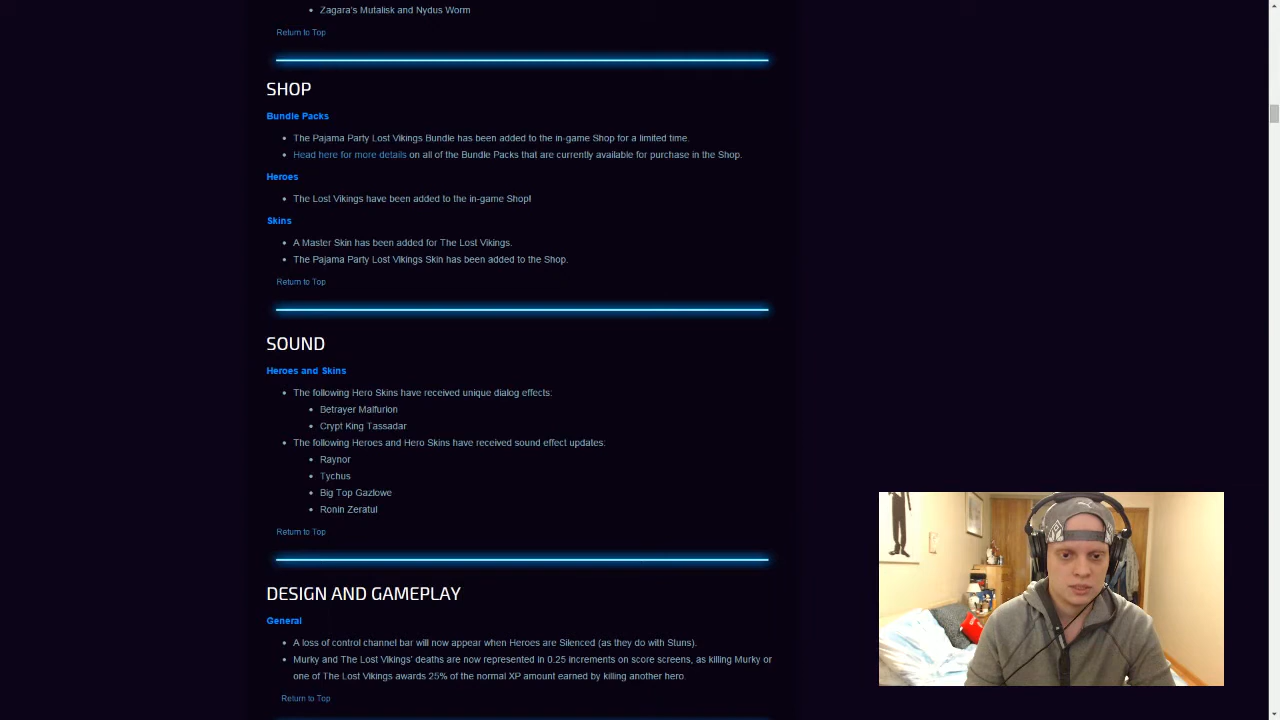 Zagara's Mutalisk and Nydus Worm
Return to Top
SHOP
Bundle Packs
The Pajama Party Lost Vikings Bundle has been added to the in-game Shop for a limited time.
Head here for more details on all of the Bundle Packs that are currently available for purchase in the Shop.
Heroes
The Lost Vikings have been added to the in-game Shop!
Skins
A Master Skin has been added for The Lost Vikings.
The Pajama Party Lost Vikings Skin has been added to the Shop.
Return to Top
SOUND
Heroes and Skins
The following Hero Skins have received unique dialog effects:
Betrayer Malfurion
Crypt King Tassadar
The following Heroes and Hero Skins have received sound effect updates:
Raynor
Tychus
Big Top Gazlowe
Ronin Zeratul
Return to Top
DESIGN AND GAMEPLAY
General
A loss of control channel bar will now appear when Heroes are Silenced (as they do with Stuns).
Murky and The Lost Vikings' deaths are now represented in 0.25 increments on score screens, as killing Murky or
one of The Lost Vikings awards 25% of the normal XP amount earned by killing another hero.
Return to Top